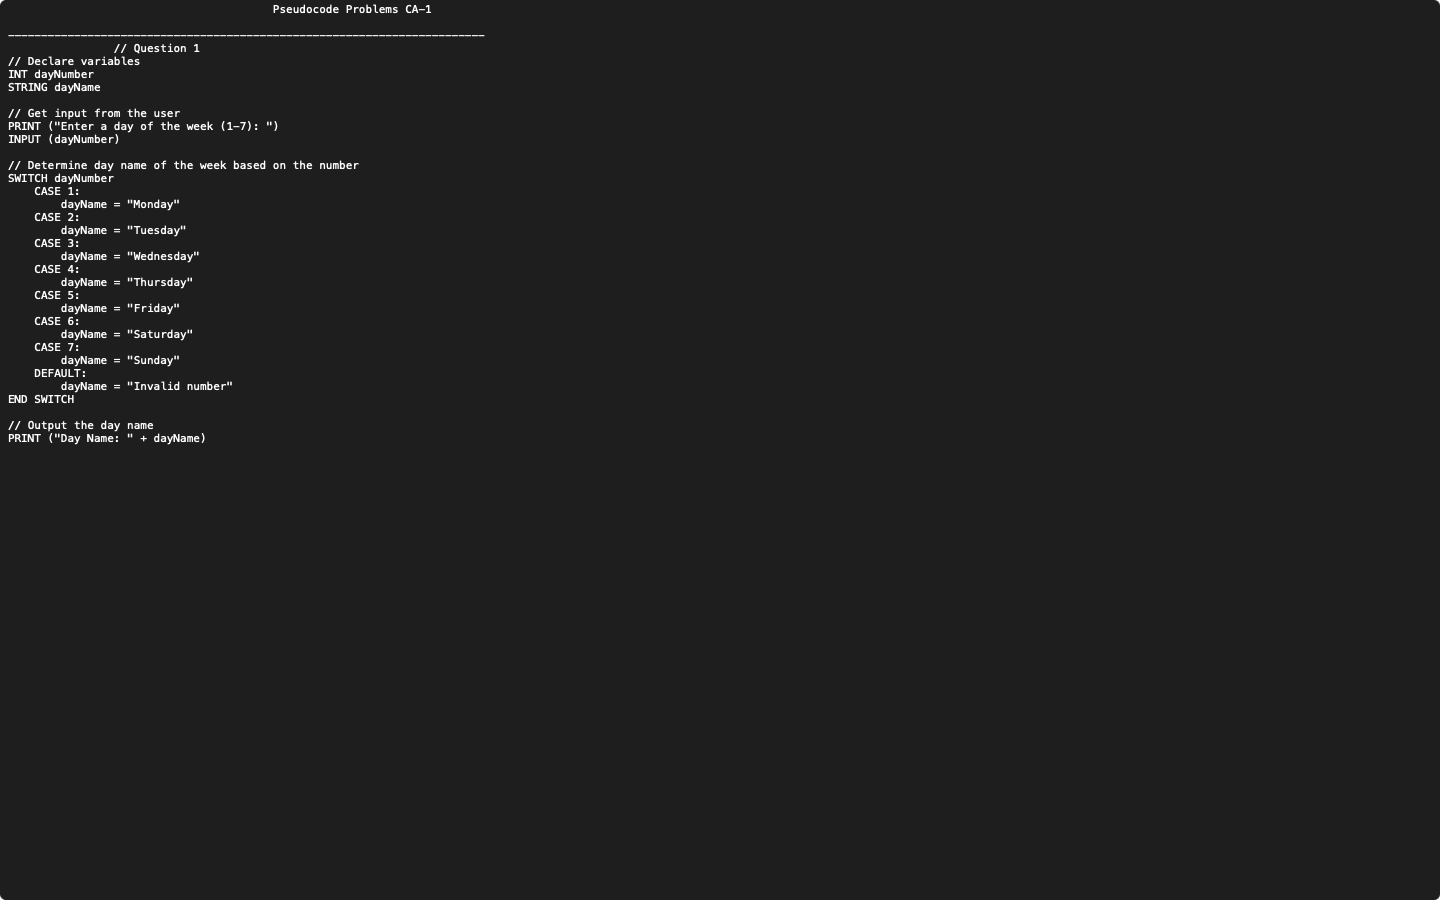 Pseudocode Problems CA-1
________________________________________________________________________
// Question 1
// Declare variables
INT dayNumber
STRING dayName
// Get input from the user
PRINT ("Enter a day of the week (1-7): ")
INPUT (dayNumber)
// Determine day name of the week based on the number
SWITCH dayNumber
    CASE 1:
        dayName = "Monday"
    CASE 2:
        dayName = "Tuesday"
    CASE 3:
        dayName = "Wednesday"
    CASE 4:
        dayName = "Thursday"
    CASE 5:
        dayName = "Friday"
    CASE 6:
        dayName = "Saturday"
    CASE 7:
        dayName = "Sunday"
    DEFAULT:
        dayName = "Invalid number"
END SWITCH
// Output the day name
PRINT ("Day Name: " + dayName)